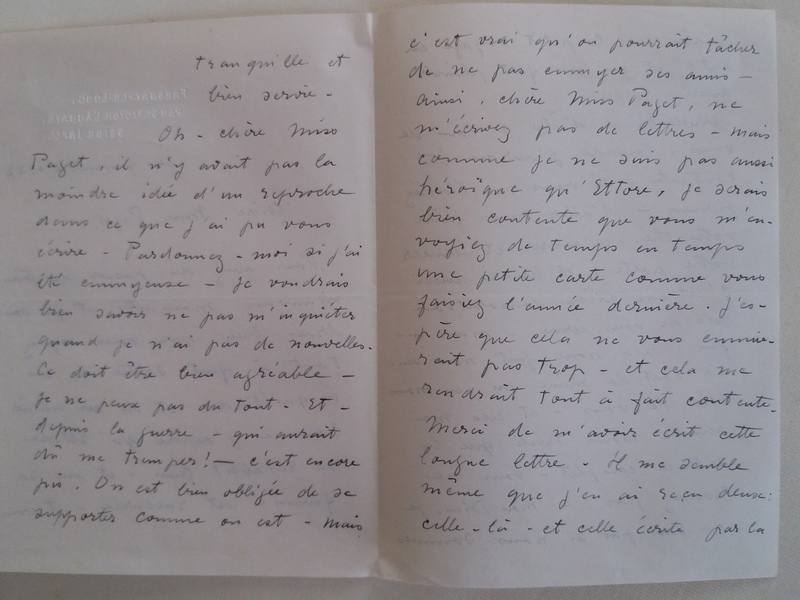 tranquille et
bien servie -
Oh - chère Miss
Paget, il n'y avait pas la
moindre idée d'un reproche
dans ce que j'ai pu vous
écrire - Pardonnez-moi si j'ai
été ennuyeuse - Je voudrais
bien savoir ne pas m'inquiéter
quand je n'ai pas de nouvelles.
Ce doit être bien agréable -
je ne peux pas du tout - Et -
depuis la guerre - qui aurait
dû me tremper! - c'est encore
pis. On est bien obligée de se
supporter comme on est - mais
c'est vrai qu'on pourrait tâcher
de ne pas ennuyer ses amis -
ainsi, chère Miss Paget, ne
m'écrivez pas de lettres - mais
comme je ne suis pas aussi
héroïque qu'Ettore, je serais
bien contente que vous m'en-
voyiez de temps en temps
une petite carte comme vous
faisiez l'année dernière. J'es-
père que cela ne vous ennuie-
rait pas trop - et cela me
rendrait tout à fait contente.
Merci de m'avoir écrit cette
longue lettre - Il me semble
même que j'en ai reçu deux:
celle-là - et celle écrite par la